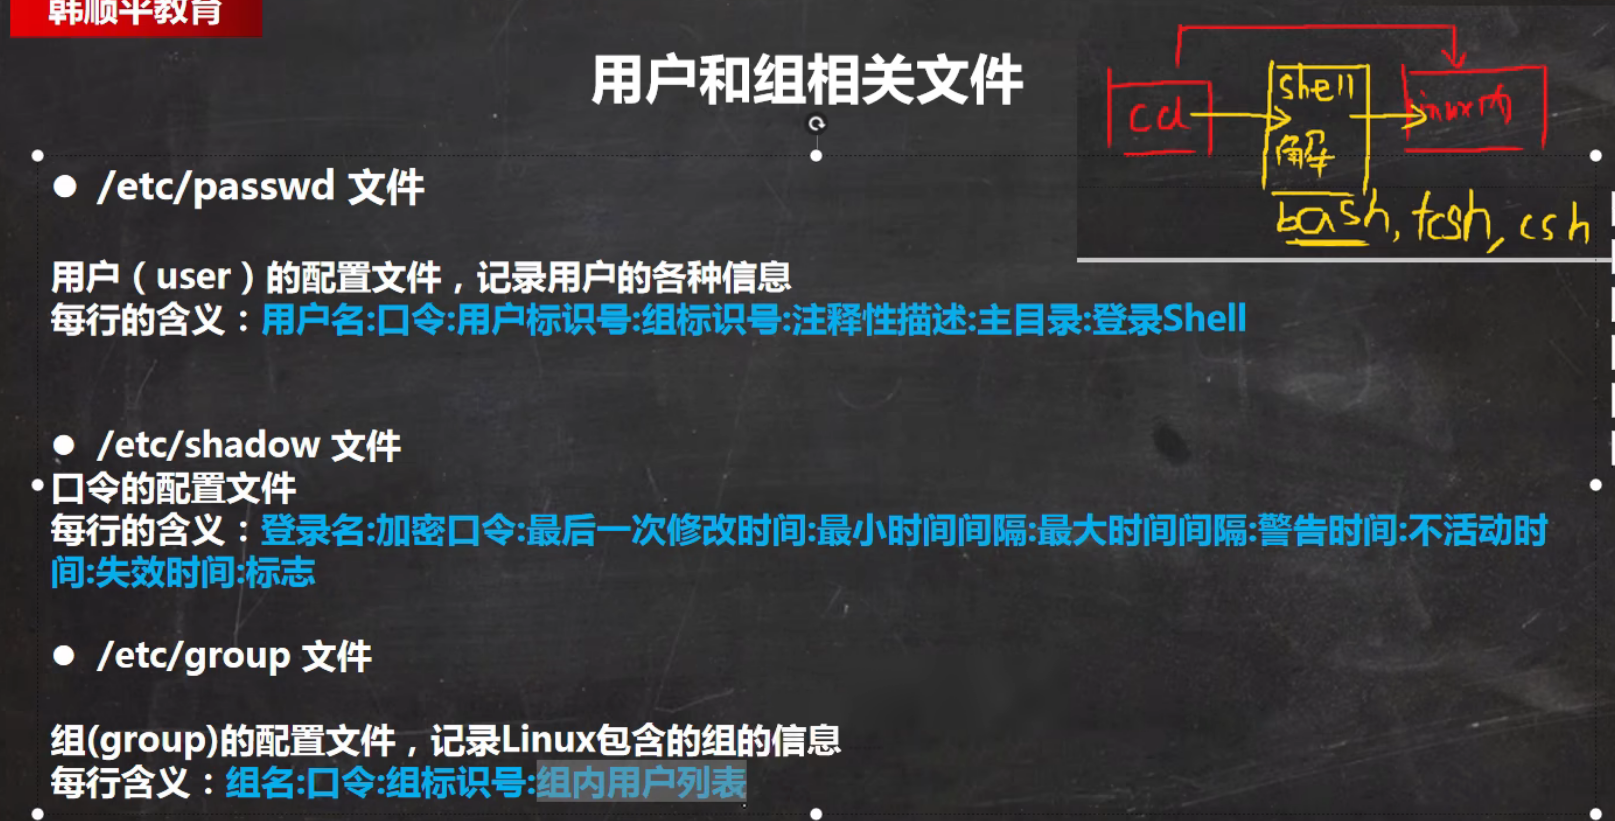 韩顺平教育
用户和组相关文件
cd
shell
解
linux内
bash, tcsh, csh
● /etc/passwd 文件
用户（user）的配置文件，记录用户的各种信息
每行的含义：用户名:口令:用户标识号:组标识号:注释性描述:主目录:登录Shell
● /etc/shadow 文件
口令的配置文件
每行的含义：登录名:加密口令:最后一次修改时间:最小时间间隔:最大时间间隔:警告时间:不活动时
间:失效时间:标志
● /etc/group 文件
组(group)的配置文件，记录Linux包含的组的信息
每行含义：组名:口令:组标识号:组内用户列表